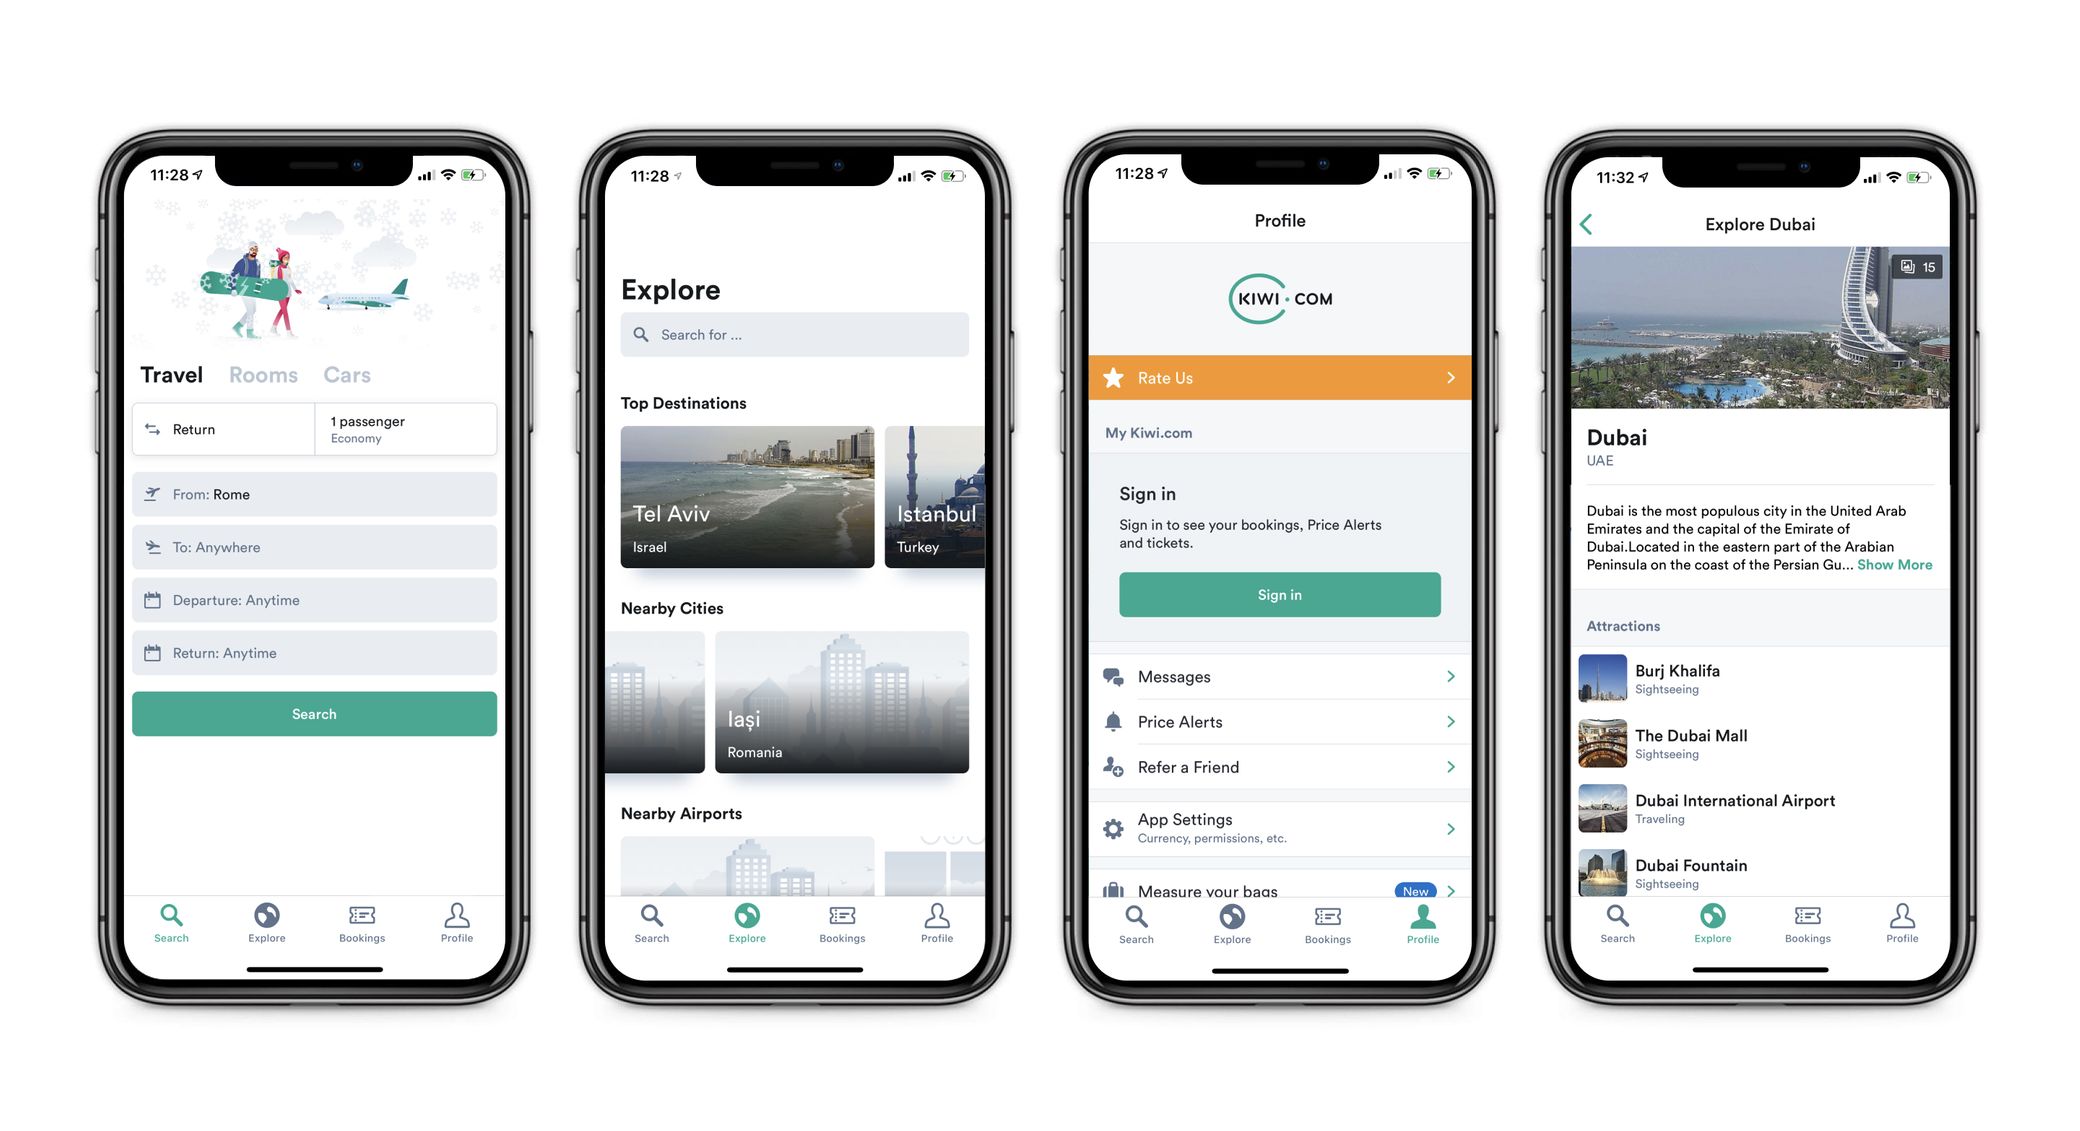 11:28
Travel Rooms Cars
Return
1 passenger
Economy
From: Rome
To: Anywhere
Departure: Anytime
Return: Anytime
Search
Search Explore Bookings Profile
11:28
Explore
Search for ...
Top Destinations
Tel Aviv
Israel
Istanbul
Turkey
Nearby Cities
Iași
Romania
Nearby Airports
Search Explore Bookings Profile
11:28
Profile
KIWI.COM
Rate Us
My Kiwi.com
Sign in
Sign in to see your bookings, Price Alerts
and tickets.
Sign in
Messages
Price Alerts
Refer a Friend
App Settings
Currency, permissions, etc.
Measure your bags New
Search Explore Bookings Profile
11:32
Explore Dubai
15
Dubai
UAE
Dubai is the most populous city in the United Arab
Emirates and the capital of the Emirate of
Dubai.Located in the eastern part of the Arabian
Peninsula on the coast of the Persian Gu... Show More
Attractions
Burj Khalifa
Sightseeing
The Dubai Mall
Sightseeing
Dubai International Airport
Traveling
Dubai Fountain
Sightseeing
Search Explore Bookings Profile